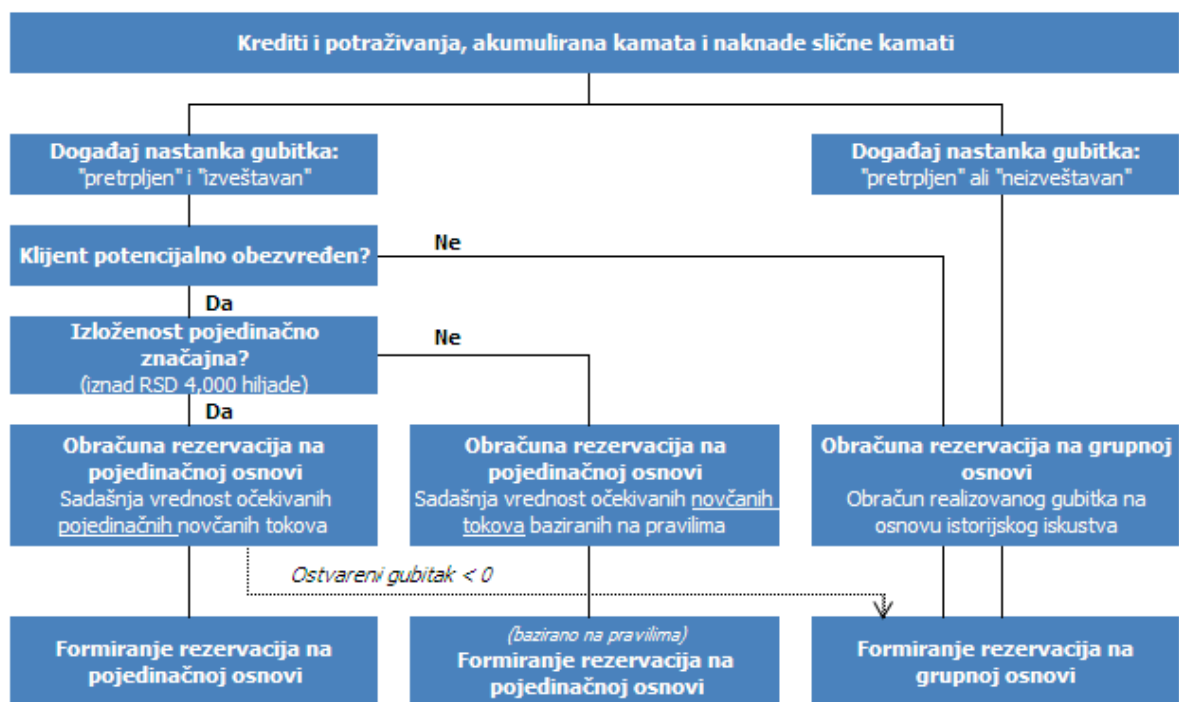 Krediti i potraživanja, akumulirana kamata i naknade slične kamati
Događaj nastanka gubitka:
"pretrpljen" i "izveštavan"
Događaj nastanka gubitka:
"pretrpljen" ali "neizveštavan"
Klijent potencijalno obezvređen?
Ne
Da
Izloženost pojedinačno
značajna?
(iznad RSD 4,000 hiljade)
Ne
Da
Obračuna rezervacija na
pojedinačnoj osnovi
Sadašnja vrednost očekivanih
pojedinačnih novčanih tokova
Obračuna rezervacija na
pojedinačnoj osnovi
Sadašnja vrednost očekivanih novčanih
tokova baziranih na pravilima
Obračuna rezervacija na grupnoj
osnovi
Obračun realizovanog gubitka na
osnovu istorijskog iskustva
Ostvareni gubitak < 0
Formiranje rezervacija na
pojedinačnoj osnovi
(bazirano na pravilima)
Formiranje rezervacija na
pojedinačnoj osnovi
Formiranje rezervacija na
grupnoj osnovi